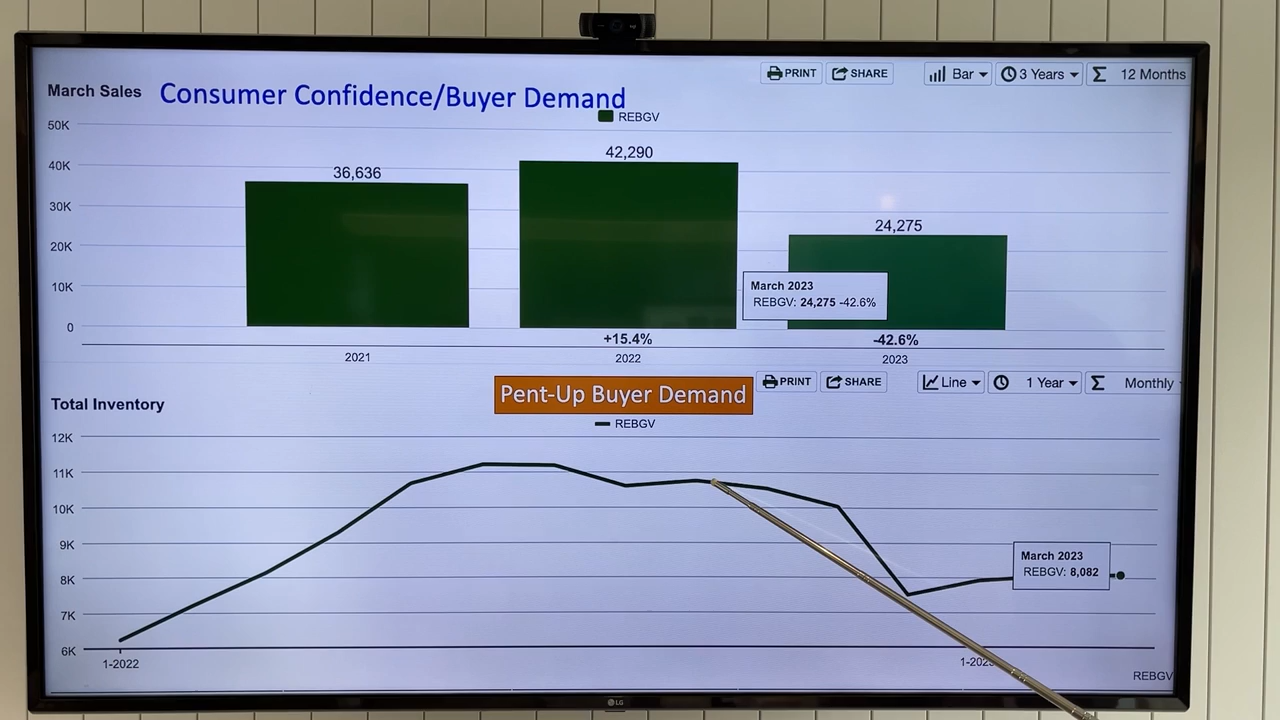 PRINT SHARE Bar 3 Years Σ 12 Months
March Sales Consumer Confidence/Buyer Demand
REBGV
50K
40K
30K
20K
10K
0
36,636
42,290
24,275
March 2023
REBGV: 24,275 -42.6%
+15.4%
-42.6%
2021 2022 2023
PRINT SHARE Line 1 Year Σ Monthly
Total Inventory
Pent-Up Buyer Demand
REBGV
12K
11K
10K
9K
8K
7K
6K
March 2023
REBGV: 8,082
1-2022
REBGV
LG